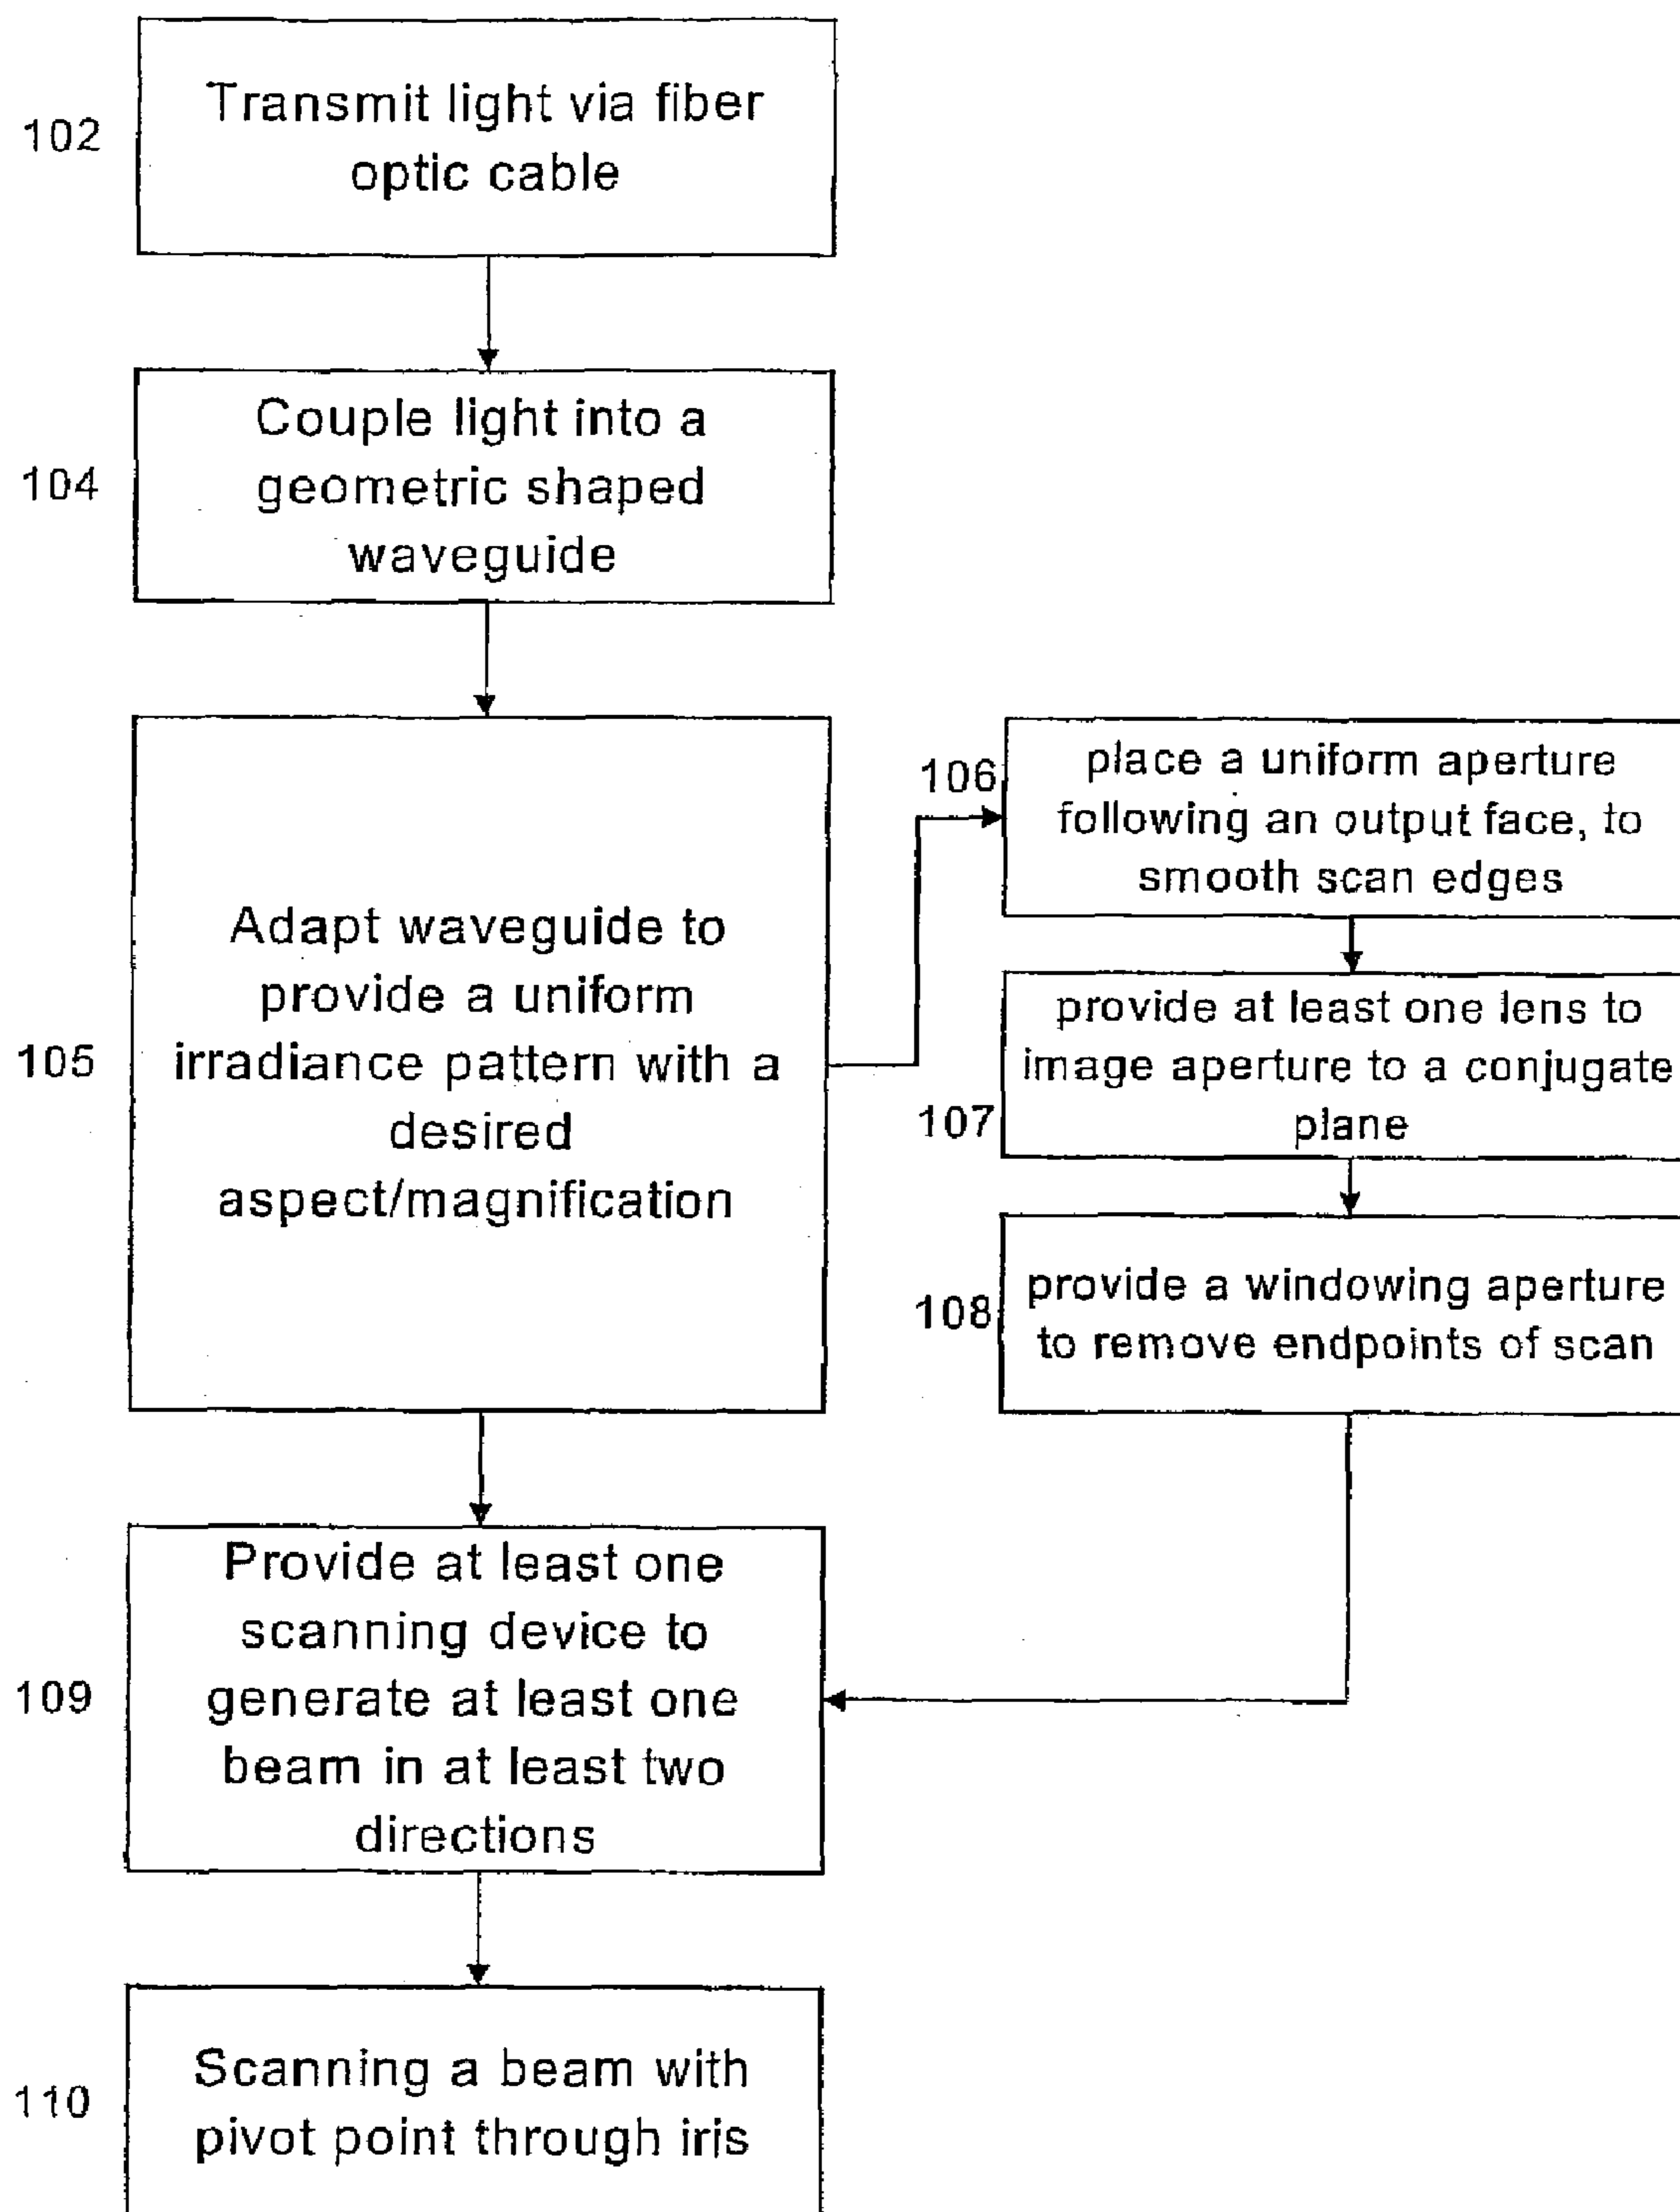 102
Transmit light via fiber
optic cable
104
Couple light into a
geometric shaped
waveguide
105
Adapt waveguide to
provide a uniform
irradiance pattern with a
desired
aspect/magnification
106
place a uniform aperture
following an output face, to
smooth scan edges
107
provide at least one lens to
image aperture to a conjugate
plane
108
provide a windowing aperture
to remove endpoints of scan
109
Provide at least one
scanning device to
generate at least one
beam in at least two
directions
110
Scanning a beam with
pivot point through iris